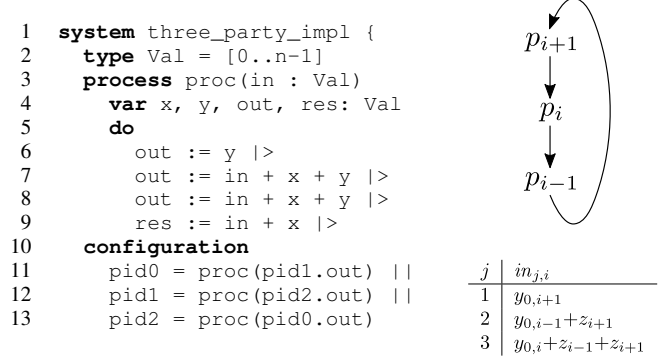 1 system three_party_impl {
2 type Val = [0..n-1]
3 process proc(in : Val)
4 var x, y, out, res: Val
5 do
6 out := y |>
7 out := in + x + y |>
8 out := in + x + y |>
9 res := in + x |>
10 configuration
11 pid0 = proc(pid1.out) ||
12 pid1 = proc(pid2.out) ||
13 pid2 = proc(pid0.out)
p_{i+1}
p_i
p_{i−1}
j in_{j,i}
1 y_{0,i+1}
2 y_{0,i−1}+z_{i+1}
3 y_{0,i}+z_{i−1}+z_{i+1}